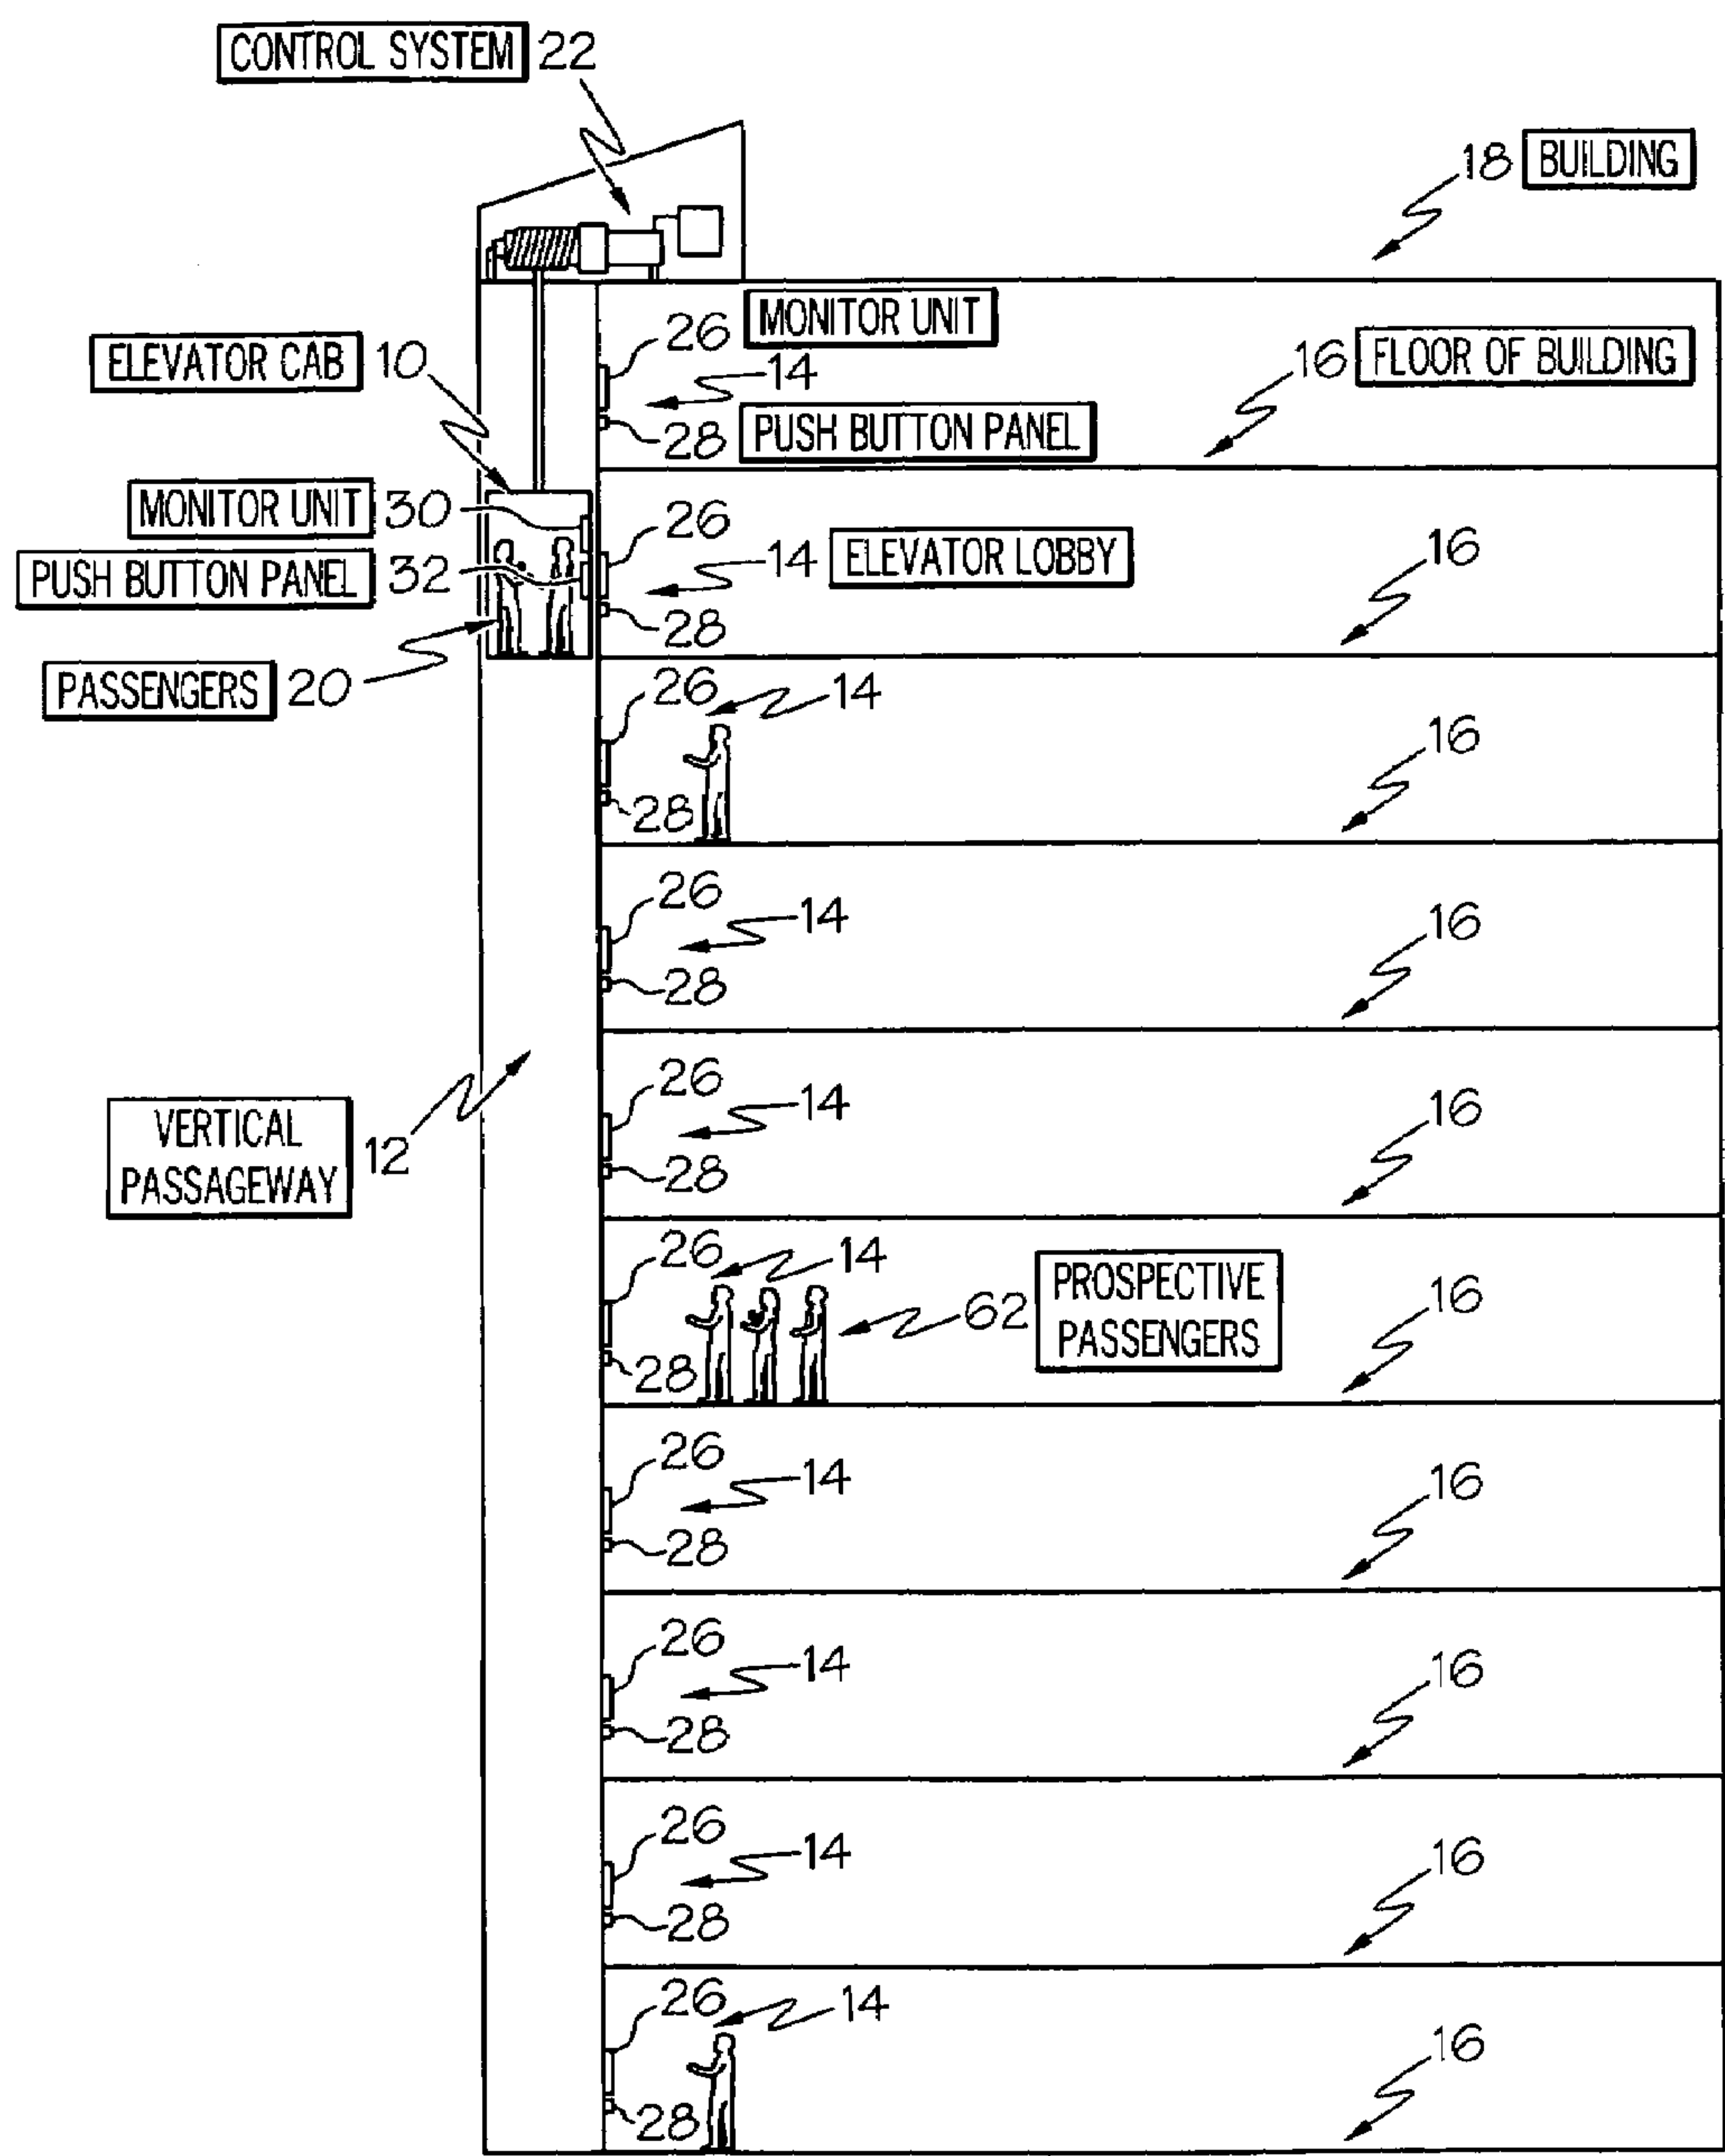 CONTROL SYSTEM 22
18 BUILDING
26 MONITOR UNIT
ELEVATOR CAB 10
14
16 FLOOR OF BUILDING
28 PUSH BUTTON PANEL
MONITOR UNIT 30
26
14 ELEVATOR LOBBY
16
PUSH BUTTON PANEL 32
28
PASSENGERS 20
26 14
16
28
26
14 16
28
26
14 16
28
VERTICAL
PASSAGEWAY
12
26 14
16
62 PROSPECTIVE
PASSENGERS
28
26
14 16
28
26
14 16
28
26
14 16
28
26 14
16
28